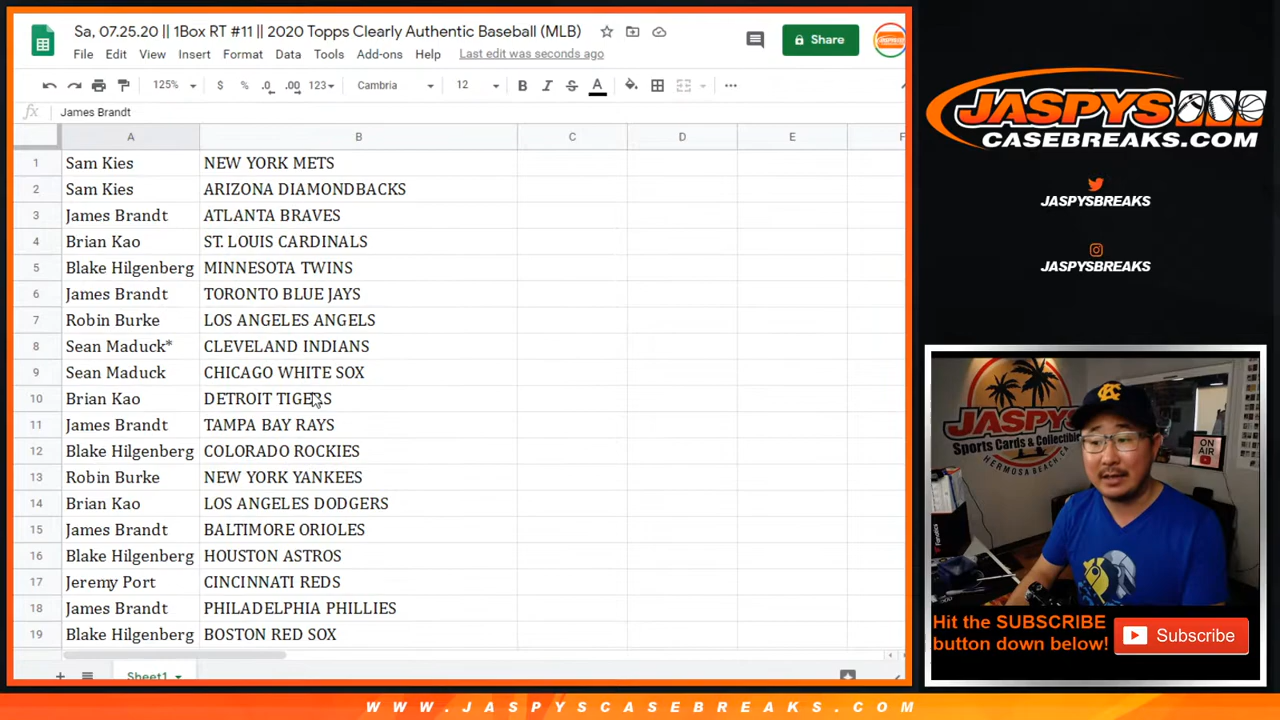 Sa, 07.25.20 || 1Box RT #11 || 2020 Topps Clearly Authentic Baseball (MLB)
File Edit View Insert Format Data Tools Add-ons Help Last edit was seconds ago
Share
125% $ % .0 .00 123 Cambria 12 B I S A
fx James Brandt
A B C D E F
1 Sam Kies NEW YORK METS
2 Sam Kies ARIZONA DIAMONDBACKS
3 James Brandt ATLANTA BRAVES
4 Brian Kao ST. LOUIS CARDINALS
5 Blake Hilgenberg MINNESOTA TWINS
6 James Brandt TORONTO BLUE JAYS
7 Robin Burke LOS ANGELES ANGELS
8 Sean Maduck* CLEVELAND INDIANS
9 Sean Maduck CHICAGO WHITE SOX
10 Brian Kao DETROIT TIGERS
11 James Brandt TAMPA BAY RAYS
12 Blake Hilgenberg COLORADO ROCKIES
13 Robin Burke NEW YORK YANKEES
14 Brian Kao LOS ANGELES DODGERS
15 James Brandt BALTIMORE ORIOLES
16 Blake Hilgenberg HOUSTON ASTROS
17 Jeremy Port CINCINNATI REDS
18 James Brandt PHILADELPHIA PHILLIES
19 Blake Hilgenberg BOSTON RED SOX
Sheet1
JASPYS
CASEBREAKS.COM
JASPYSBREAKS
JASPYSBREAKS
JASPYS
Sports Cards & Collectible
HERMOSA BEACH, C
ON AIR
KC
Hit the SUBSCRIBE
button down below!
Subscribe
WWW.JASPYSCASEBREAKS.COM